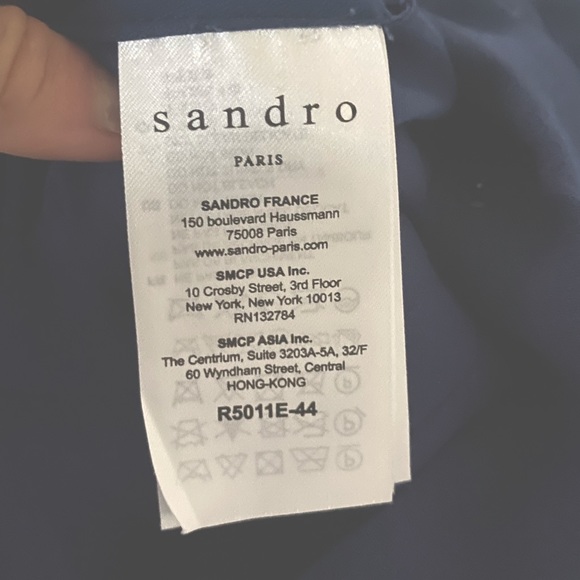 sandro
PARIS
SANDRO FRANCE
150 boulevard Haussmann
75008 Paris
www.sandro-paris.com
SMCP USA Inc.
10 Crosby Street, 3rd Floor
New York, New York 10013
RN132784
SMCP ASIA Inc.
The Centrium, Suite 3203A-5A, 32/F
60 Wyndham Street, Central
HONG-KONG
R5011E-44